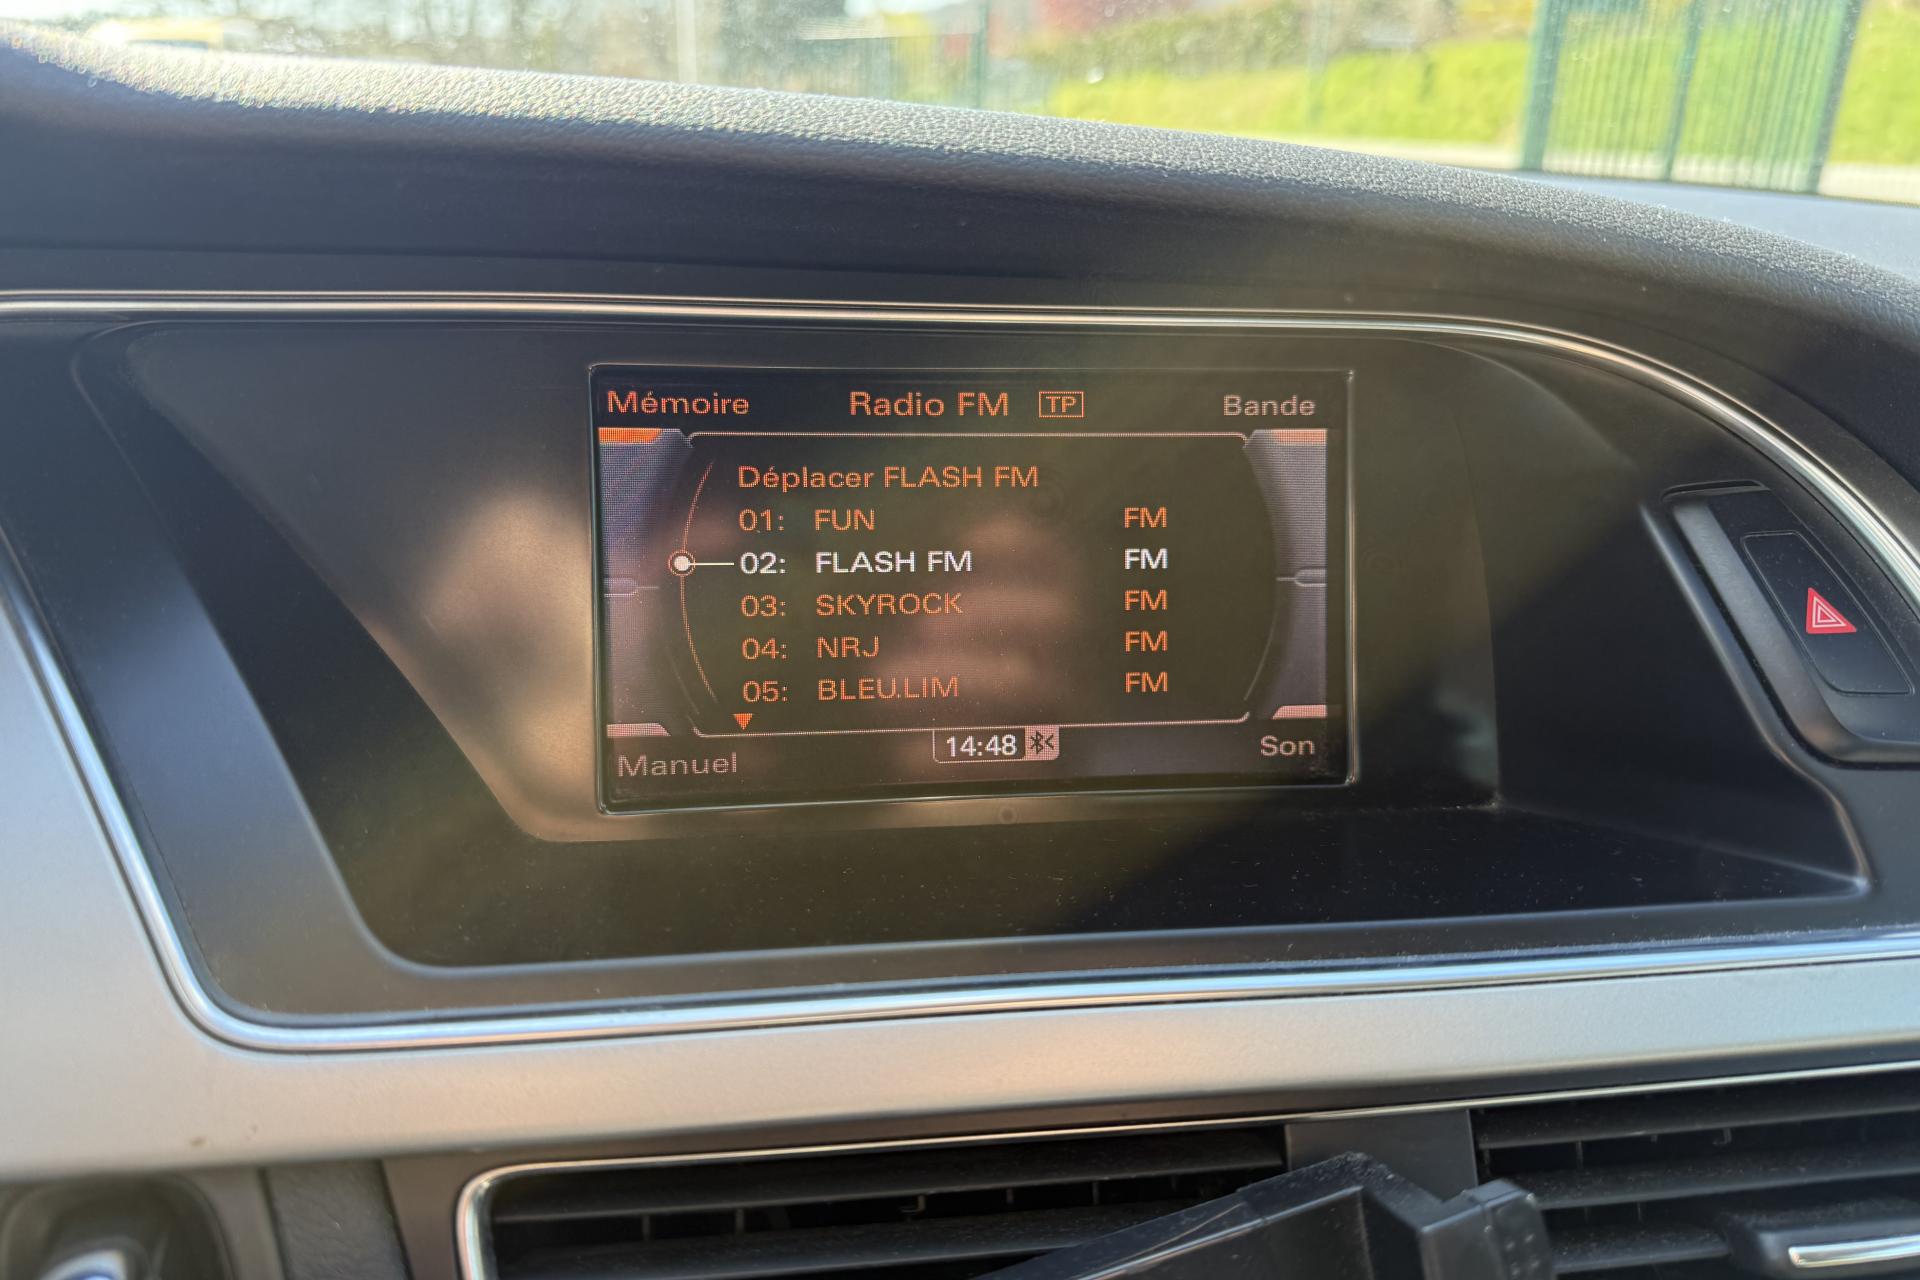 Mémoire Radio FM TP Bande
Déplacer FLASH FM
01: FUN FM
02: FLASH FM FM
03: SKYROCK FM
04: NRJ FM
05: BLEU.LIM FM
Manuel 14:48 Son